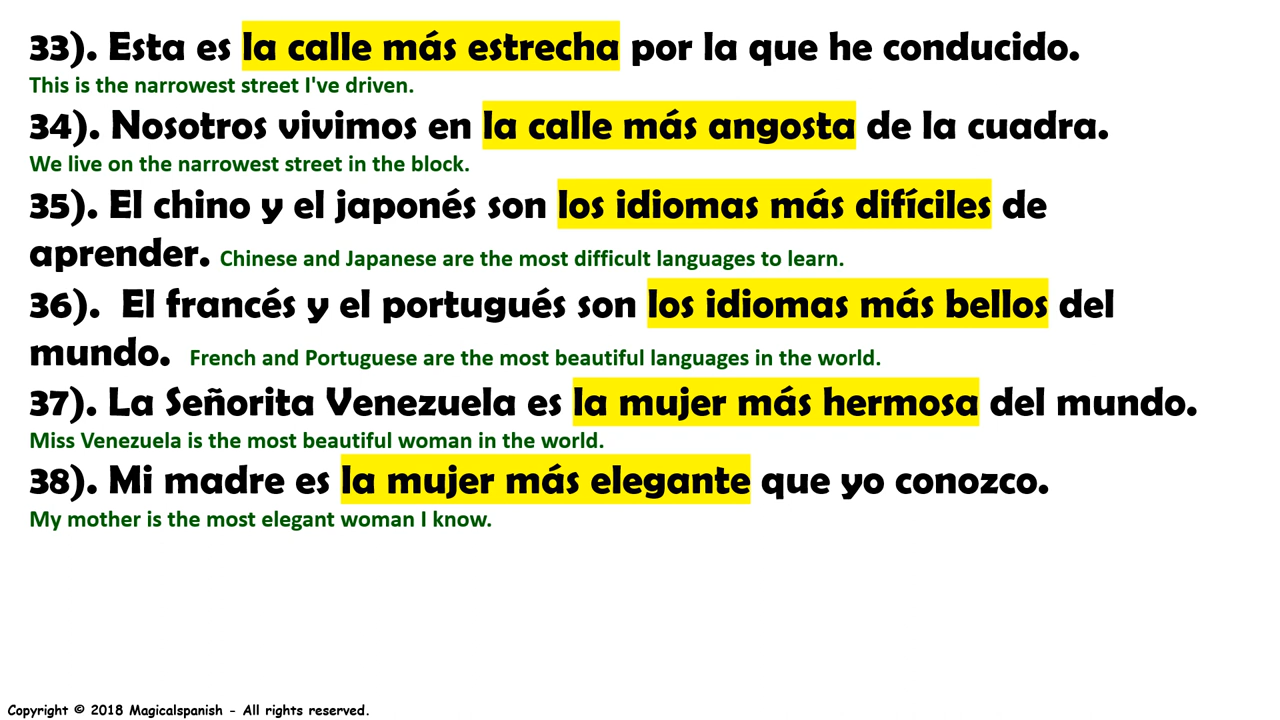 33). Esta es la calle más estrecha por la que he conducido.
This is the narrowest street I've driven.
34). Nosotros vivimos en la calle más angosta de la cuadra.
We live on the narrowest street in the block.
35). El chino y el japonés son los idiomas más difíciles de
aprender. Chinese and Japanese are the most difficult languages to learn.
36). El francés y el portugués son los idiomas más bellos del
mundo. French and Portuguese are the most beautiful languages in the world.
37). La Señorita Venezuela es la mujer más hermosa del mundo.
Miss Venezuela is the most beautiful woman in the world.
38). Mi madre es la mujer más elegante que yo conozco.
My mother is the most elegant woman I know.
Copyright © 2018 Magicalspanish - All rights reserved.